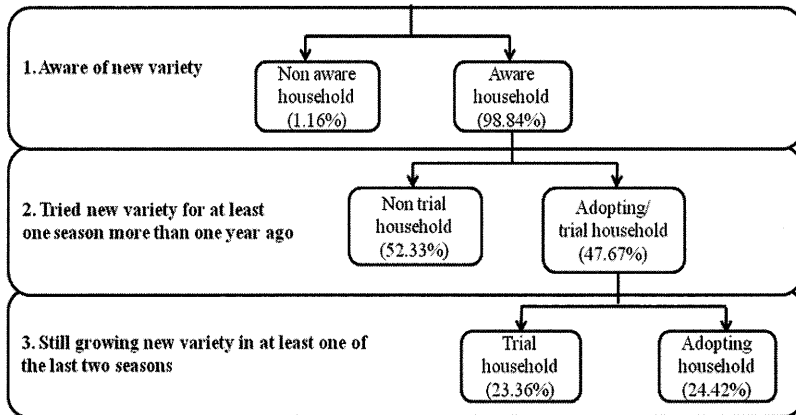 1. Aware of new variety
Non aware
household
(1.16%)
Aware
household
(98.84%)
2. Tried new variety for at least
one season more than one year ago
Non trial
household
(52.33%)
Adopting/
trial household
(47.67%)
3. Still growing new variety in at least one of
the last two seasons
Trial
household
(23.36%)
Adopting
household
(24.42%)